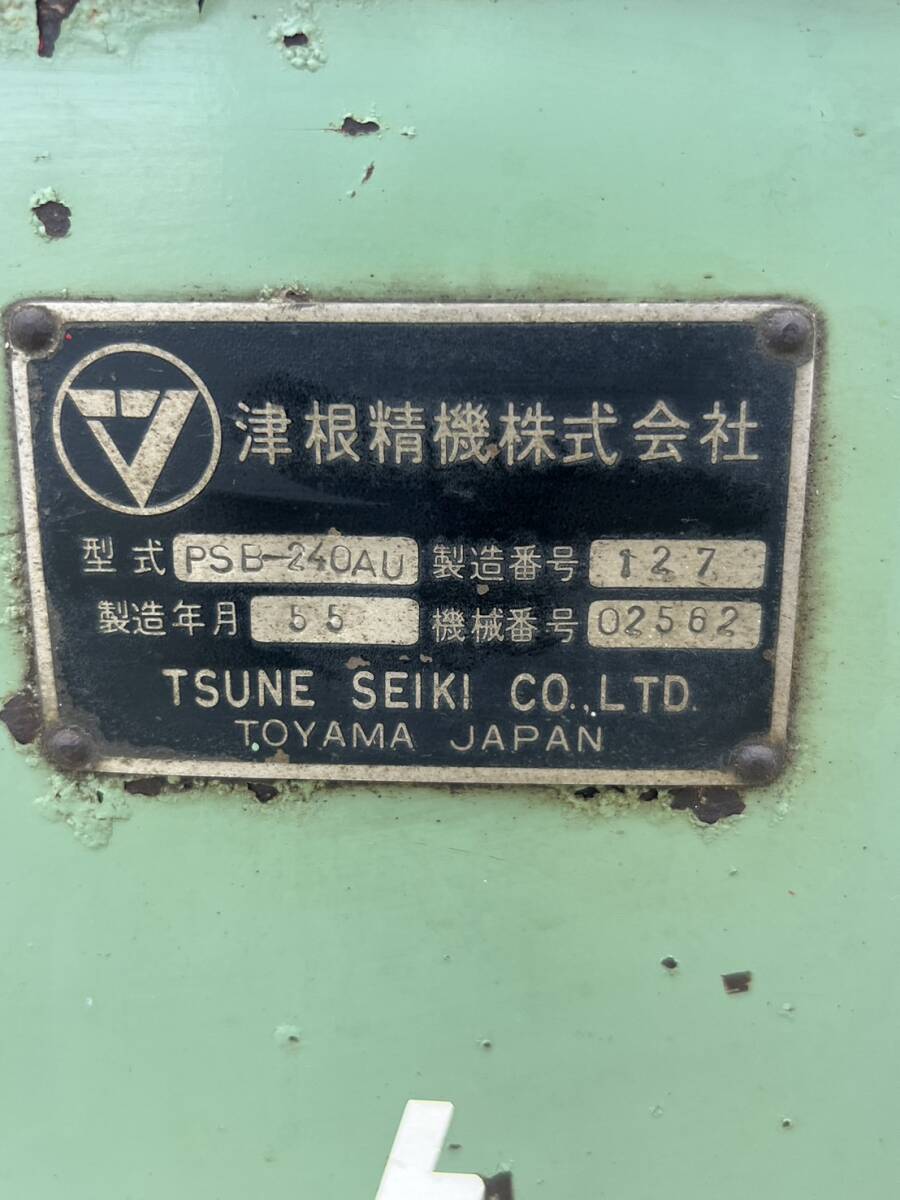 津根精機株式会社
型式 PSB-240AU 製造番号 127
製造年月 55 機械番号 02562
TSUNE SEIKI CO.,LTD.
TOYAMA JAPAN